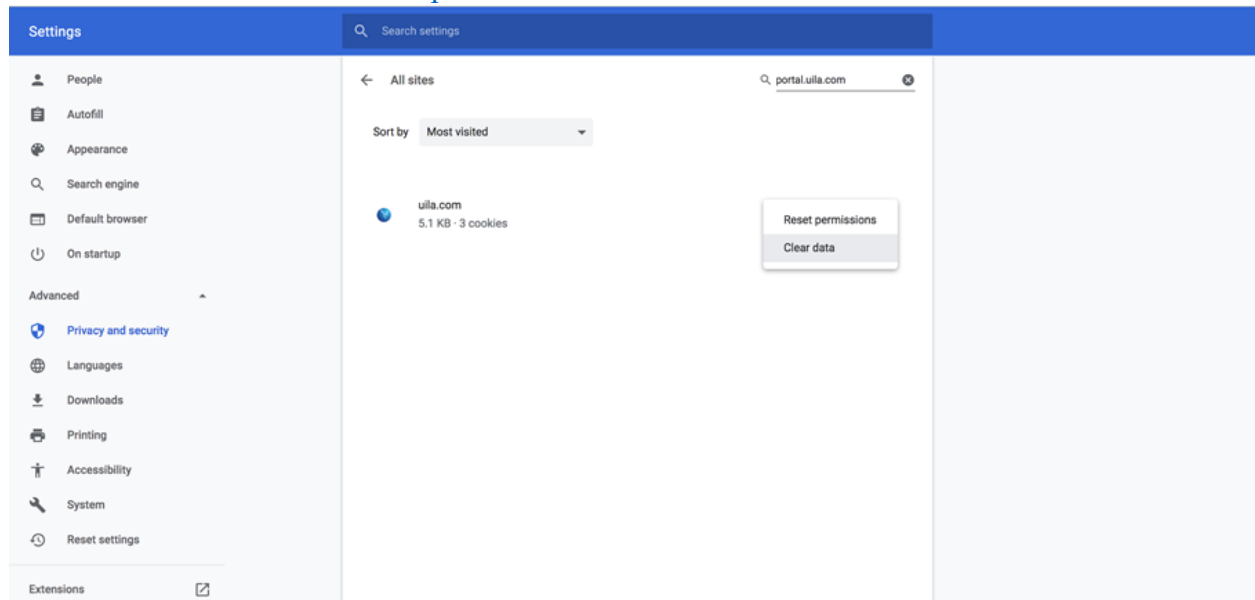 Settings
Search settings
People
Autofill
Appearance
Search engine
Default browser
On startup
Advanced
Privacy and security
Languages
Downloads
Printing
Accessibility
System
Reset settings
Extensions
All sites
portal.uila.com
Sort by Most visited
uila.com
5.1 KB · 3 cookies
Reset permissions
Clear data